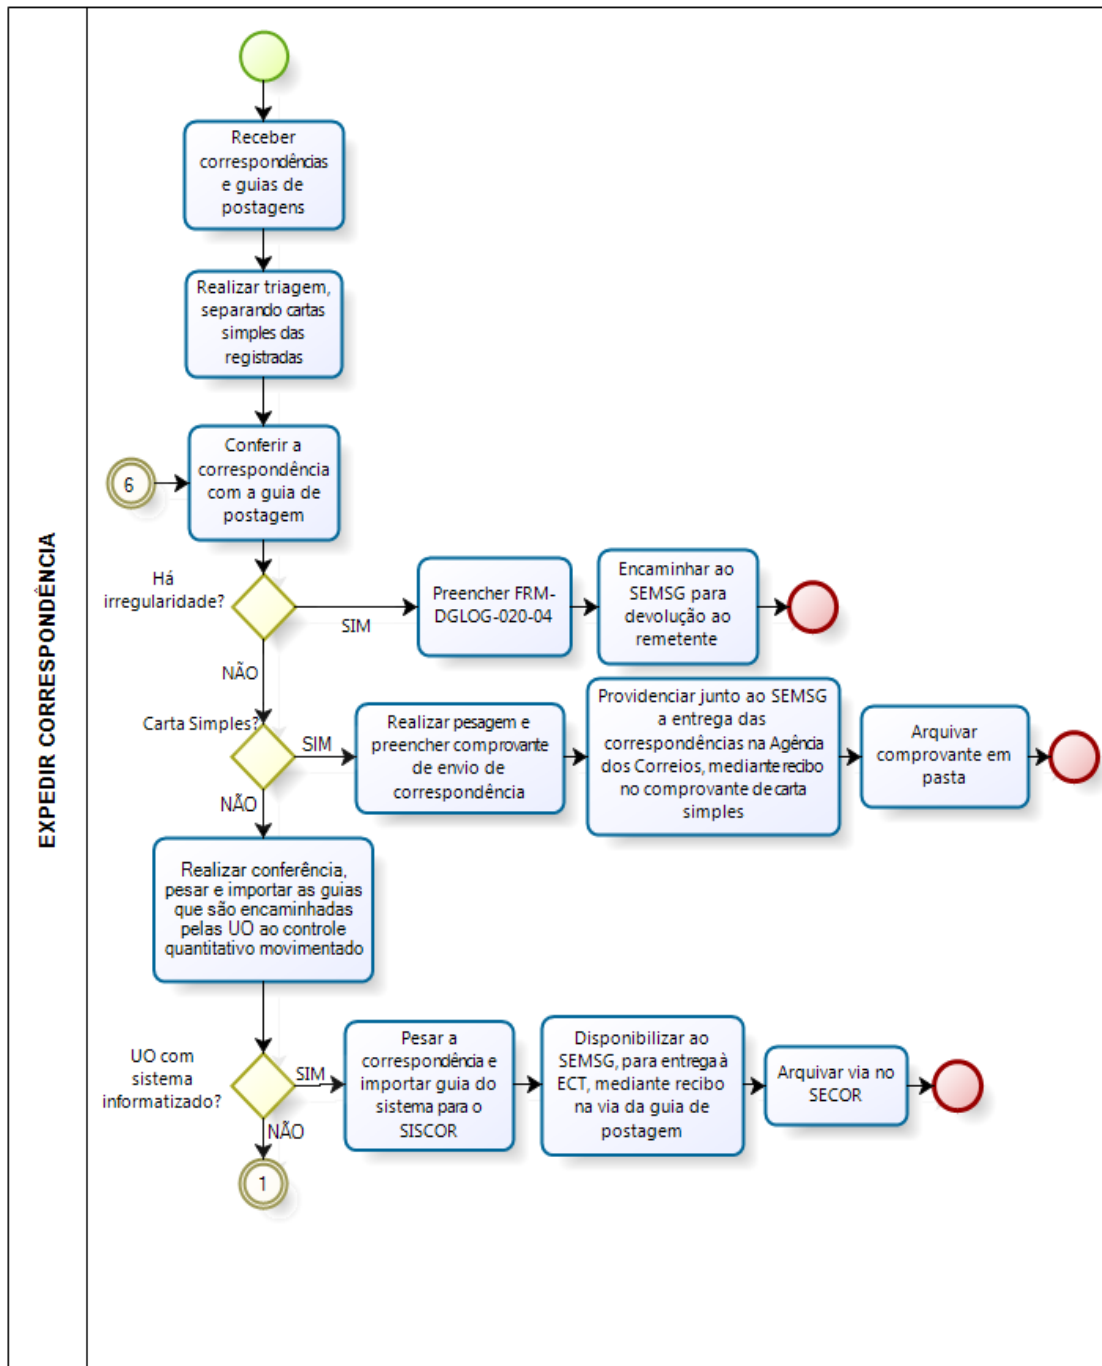 EXPEDIR CORRESPONDÊNCIA
Receber
correspondências
e guias de
postagens
Realizar triagem,
separando cartas
simples das
registradas
Conferir a
correspondência
com a guia de
postagem
6
Há
irregularidade?
SIM
Preencher FRM-
DGLOG-020-04
Encaminhar ao
SEMSG para
devolução ao
remetente
NÃO
Carta Simples?
SIM
Realizar pesagem e
preencher comprovante
de envio de
correspondência
Providenciar junto ao SEMSG
a entrega das
correspondências na Agência
dos Correios, mediante recibo
no comprovante de carta
simples
Arquivar
comprovante em
pasta
NÃO
Realizar conferência,
pesar e importar as guias
que são encaminhadas
pelas UO ao controle
quantitativo movimentado
UO com
sistema
informatizado?
SIM
Pesar a
correspondência e
importar guia do
sistema para o
SISCOR
Disponibilizar ao
SEMSG, para entrega à
ECT, mediante recibo
na via da guia de
postagem
Arquivar via no
SECOR
NÃO
1